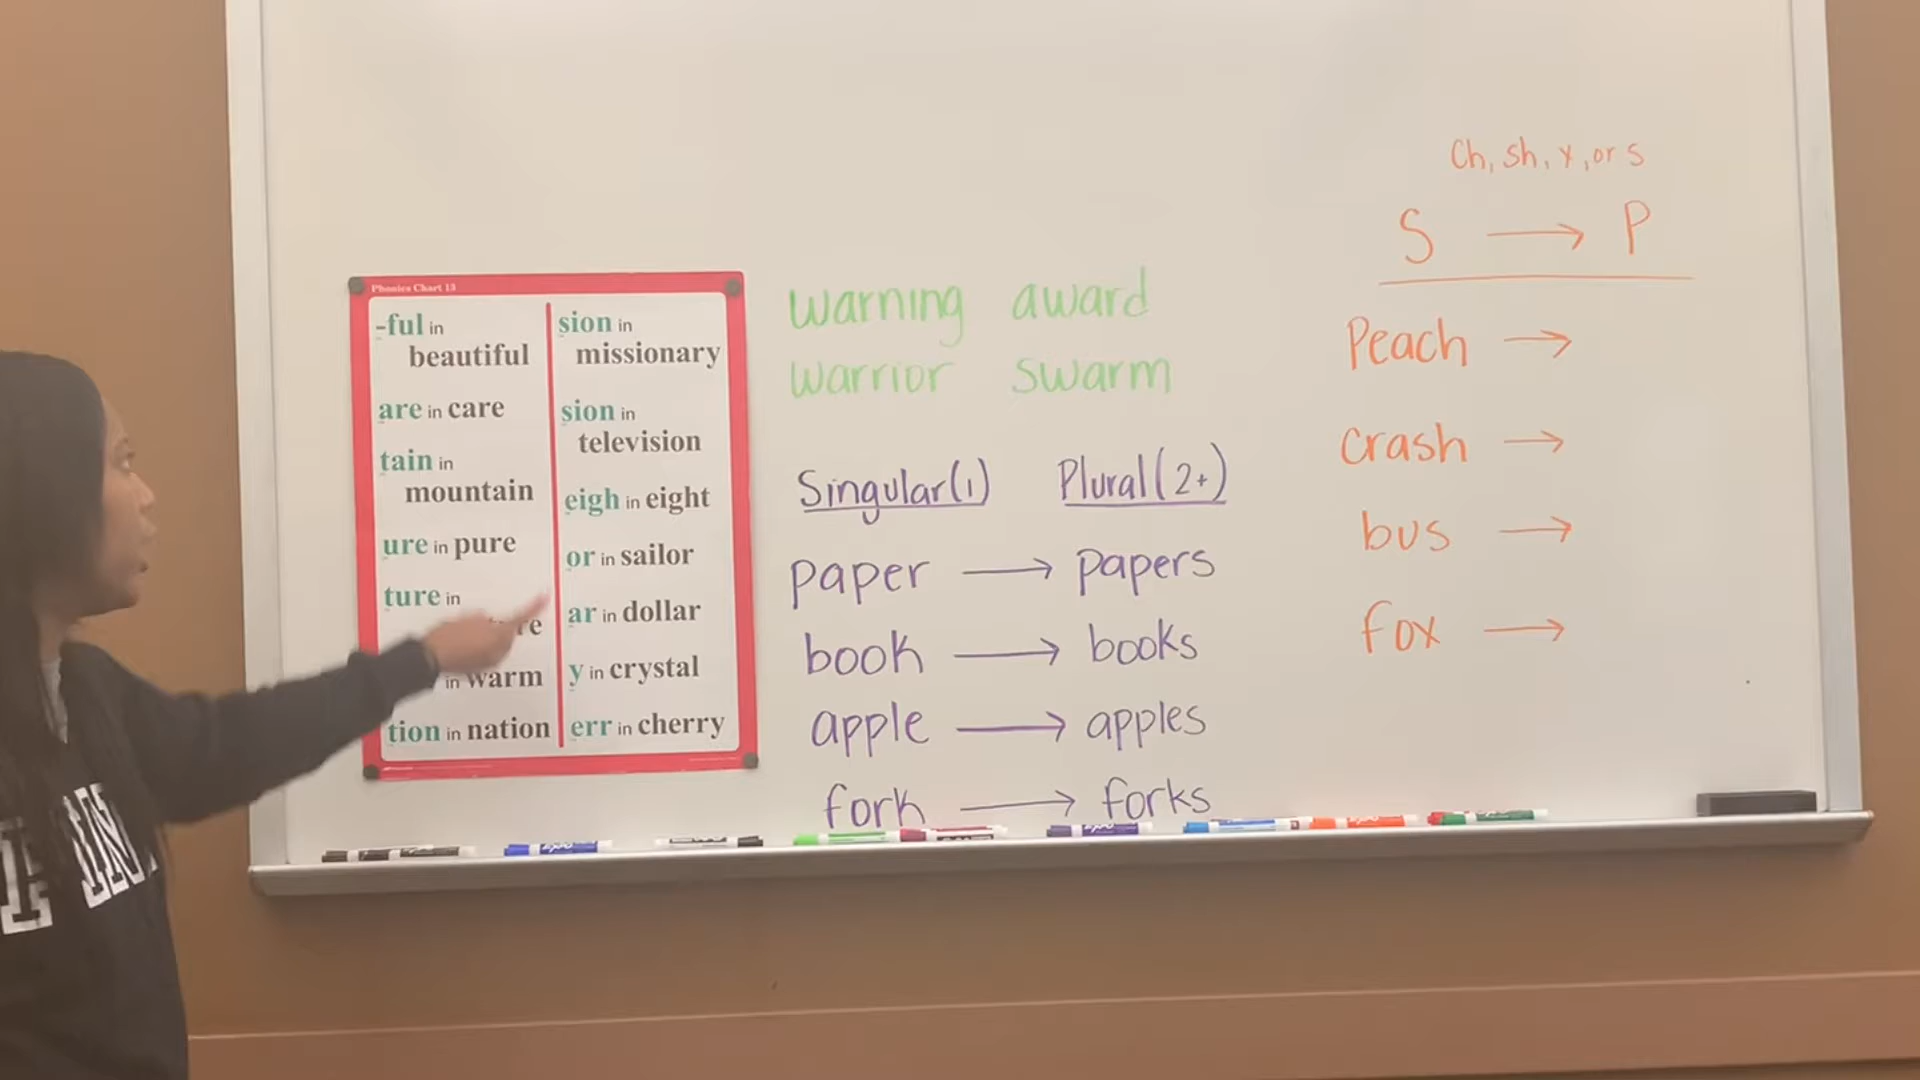 Phonics Chart 13
-ful in
beautiful
are in care
tain in
mountain
ure in pure
ture in
in warm
tion in nation
sion in
missionary
sion in
television
eigh in eight
or in sailor
ar in dollar
y in crystal
err in cherry
warning award
warrior swarm
Singular(1) Plural(2+)
paper → papers
book → books
apple → apples
fork → forks
Ch, sh, x, or s
S → P
Peach →
crash →
bus →
fox →